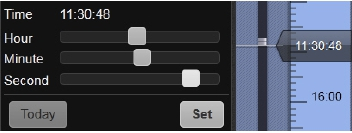 Time 11:30:48
Hour
Minute
Second
Today Set
11:30:48
16:00